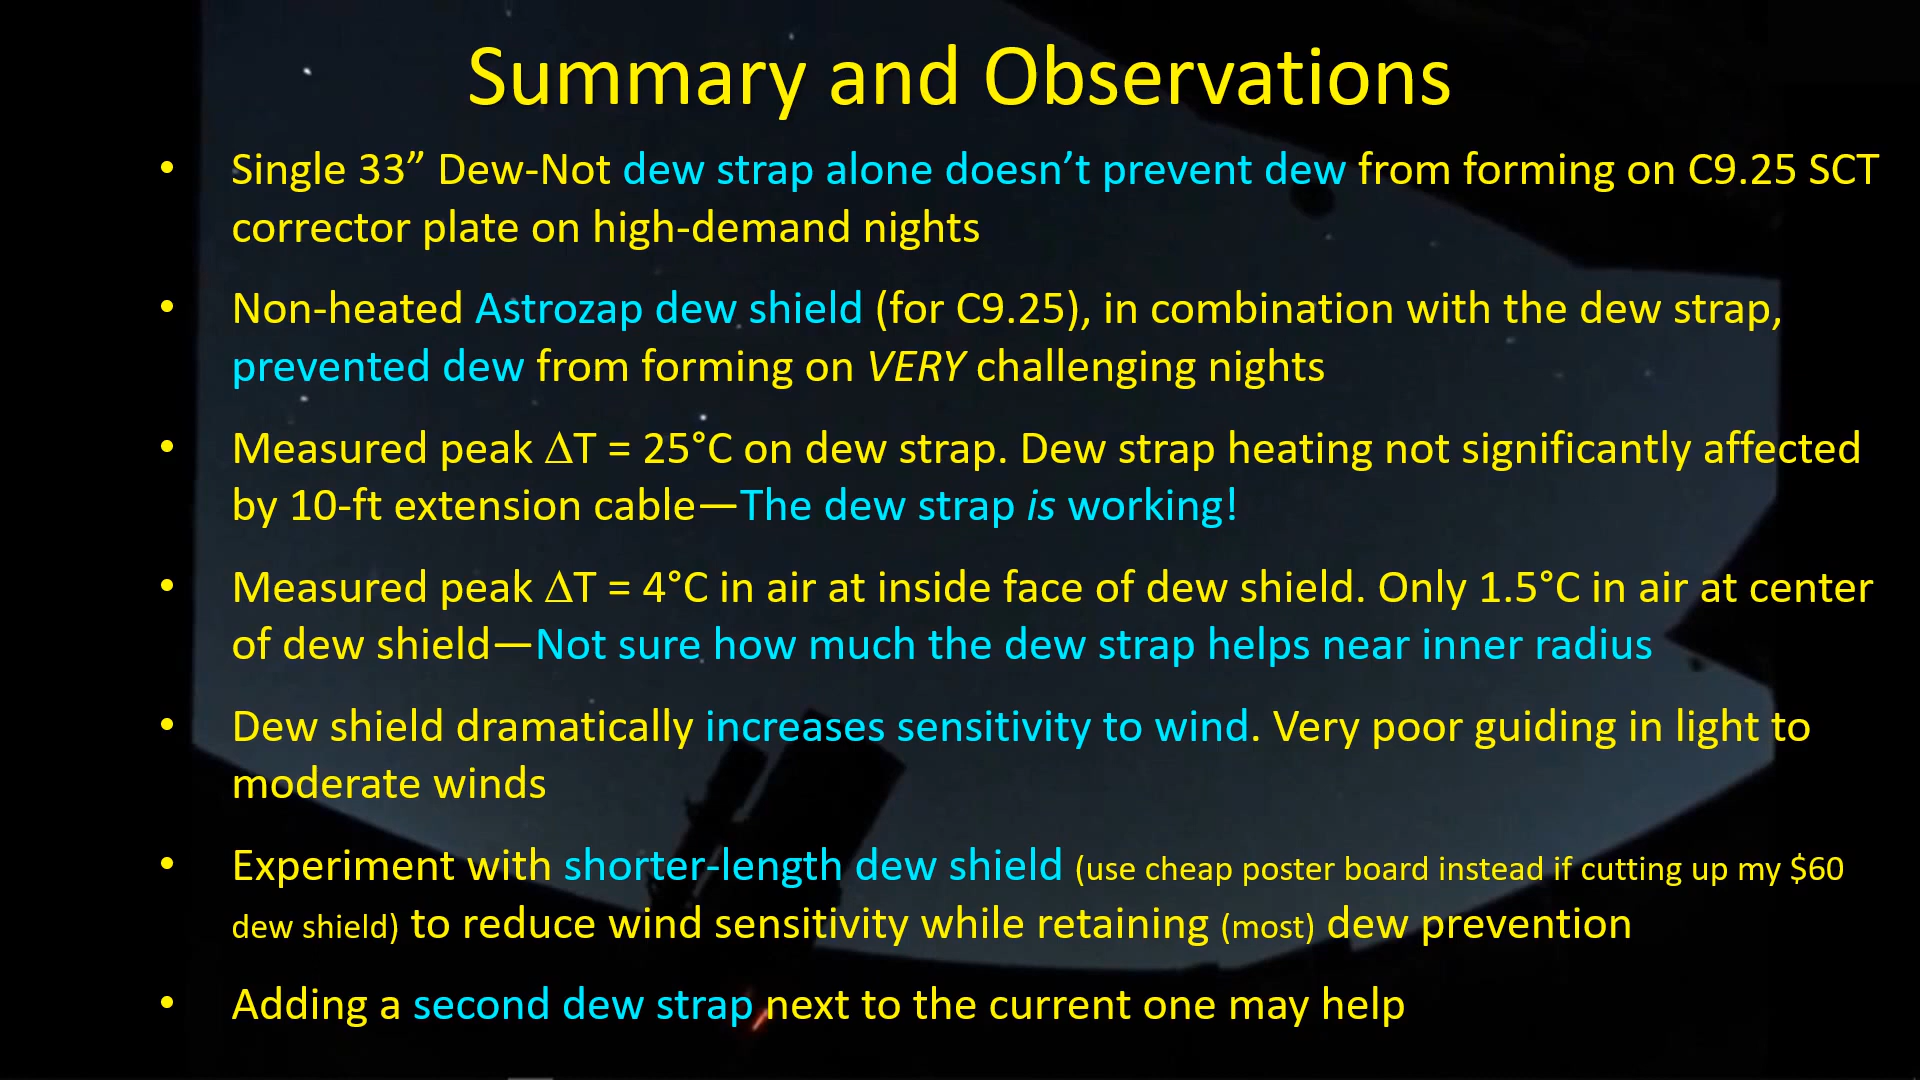 Summary and Observations
• Single 33” Dew-Not dew strap alone doesn’t prevent dew from forming on C9.25 SCT
corrector plate on high-demand nights
• Non-heated Astrozap dew shield (for C9.25), in combination with the dew strap,
prevented dew from forming on VERY challenging nights
• Measured peak ΔT = 25°C on dew strap. Dew strap heating not significantly affected
by 10-ft extension cable—The dew strap is working!
• Measured peak ΔT = 4°C in air at inside face of dew shield. Only 1.5°C in air at center
of dew shield—Not sure how much the dew strap helps near inner radius
• Dew shield dramatically increases sensitivity to wind. Very poor guiding in light to
moderate winds
• Experiment with shorter-length dew shield (use cheap poster board instead if cutting up my $60
dew shield) to reduce wind sensitivity while retaining (most) dew prevention
• Adding a second dew strap next to the current one may help